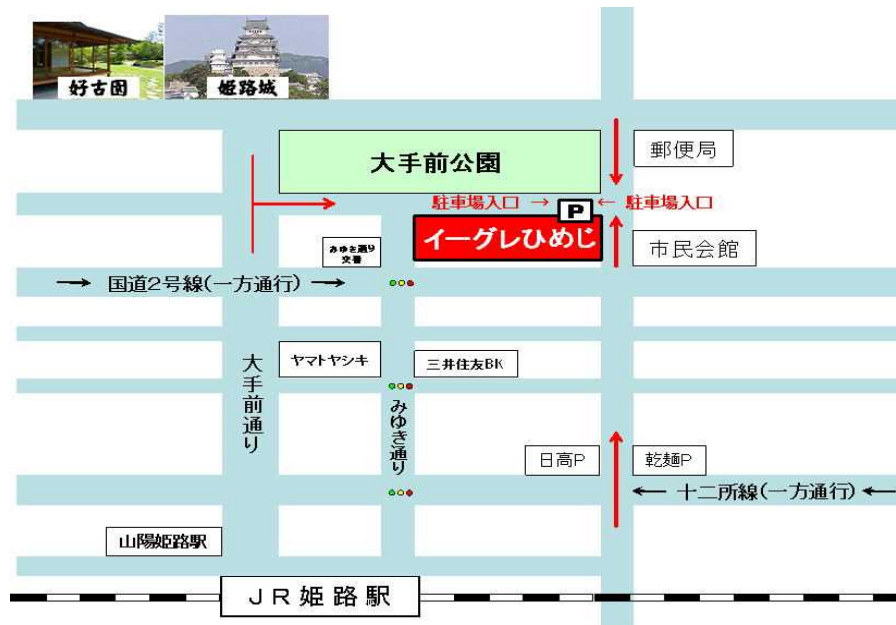 好古園
姫路城
大手前公園
郵便局
駐車場入口 →
P
← 駐車場入口
イーグレひめじ
みゆき通り
交番
市民会館
→ 国道2号線(一方通行) →
ヤマトヤシキ
三井住友BK
大手前通り
みゆき通り
日高P
乾麺P
← 十二所線(一方通行) ←
山陽姫路駅
JR姫路駅